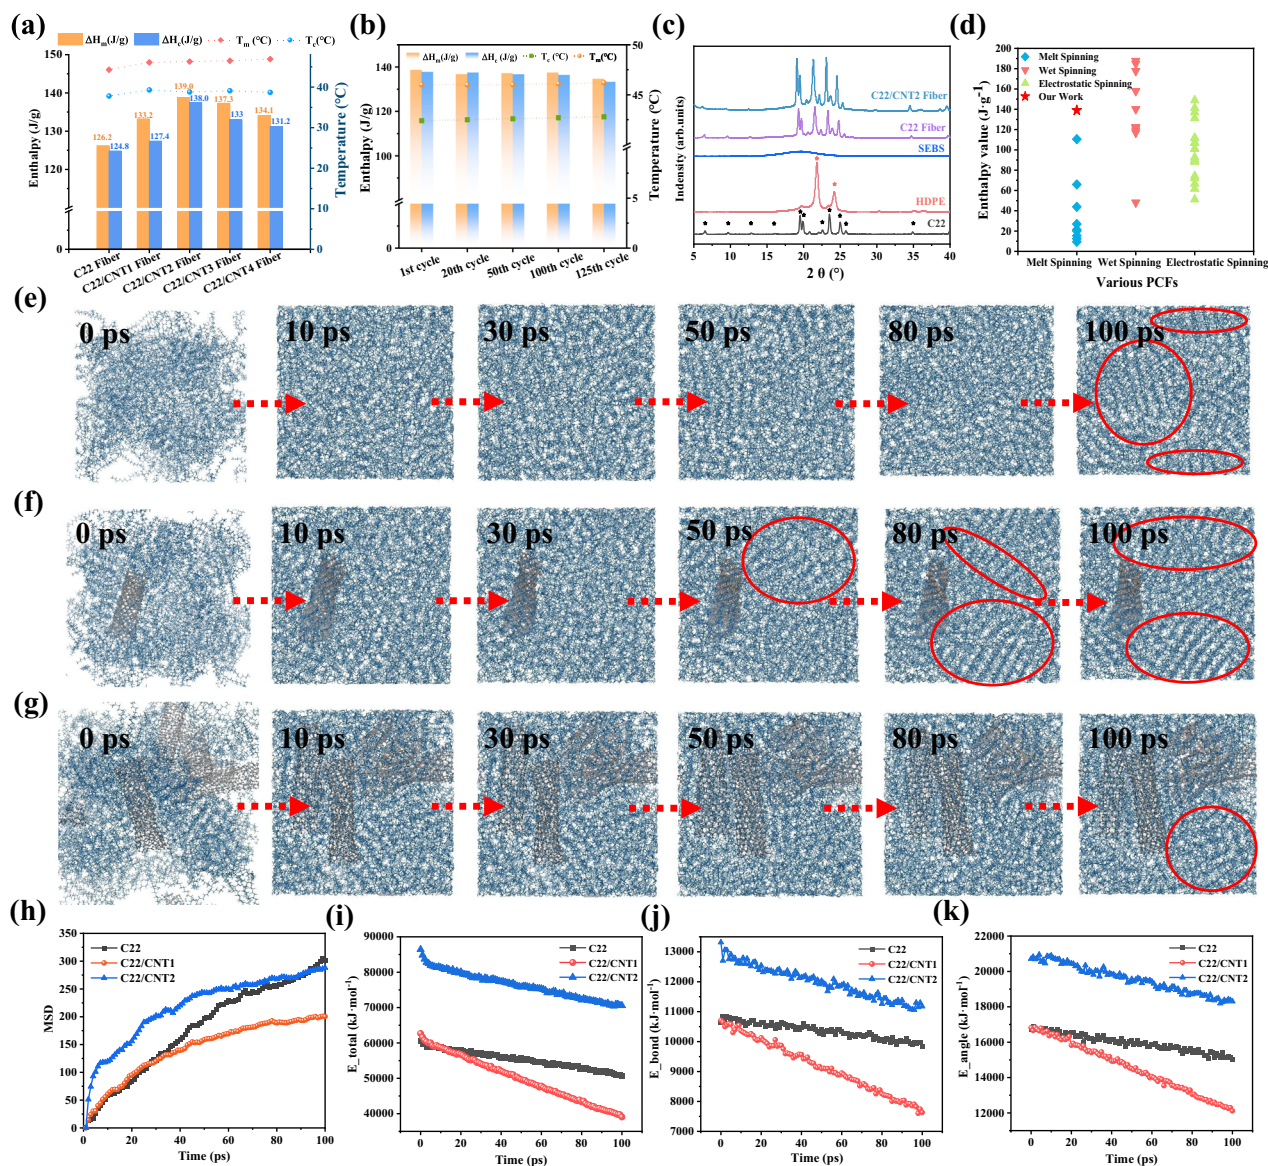 (a)
ΔHm(J/g) ΔHc(J/g) Tm (°C) Tc(°C)
Enthalpy (J/g)
150
140
130
120
10
0
126.2 124.8 133.2 127.4 139.0 138.0 137.3 133 134.1 131.2
40
30
20
10
0
Temperature (°C)
C22 Fiber
C22/CNT1 Fiber
C22/CNT2 Fiber
C22/CNT3 Fiber
C22/CNT4 Fiber
(b)
ΔHm(J/g) ΔHc(J/g) Tc (°C) Tm(°C)
Enthalpy (J/g)
140
120
100
0
50
45
5
0
Temperature (°C)
1st cycle
20th cycle
50th cycle
100th cycle
125th cycle
(c)
Indensity (arb.units)
C22/CNT2 Fiber
C22 Fiber
SEBS
HDPE
C22
5 10 15 20 25 30 35 40
2 θ (°)
(d)
Enthalpy value (J·g⁻¹)
200
180
160
140
120
100
80
60
40
20
0
Melt Spinning
Wet Spinning
Electrostatic Spinning
Our Work
Melt Spinning Wet Spinning Electrostatic Spinning
Various PCFs
(e)
0 ps 10 ps 30 ps 50 ps 80 ps 100 ps
(f)
0 ps 10 ps 30 ps 50 ps 80 ps 100 ps
(g)
0 ps 10 ps 30 ps 50 ps 80 ps 100 ps
(h)
MSD
350
300
250
200
150
100
50
0
C22
C22/CNT1
C22/CNT2
0 20 40 60 80 100
Time (ps)
(i)
E_total (kJ·mol⁻¹)
90000
80000
70000
60000
50000
40000
C22
C22/CNT1
C22/CNT2
0 20 40 60 80 100
Time (ps)
(j)
E_bond (kJ·mol⁻¹)
13000
12000
11000
10000
9000
8000
7000
C22
C22/CNT1
C22/CNT2
0 20 40 60 80 100
Time (ps)
(k)
E_angle (kJ·mol⁻¹)
22000
20000
18000
16000
14000
12000
C22
C22/CNT1
C22/CNT2
0 20 40 60 80 100
Time (ps)